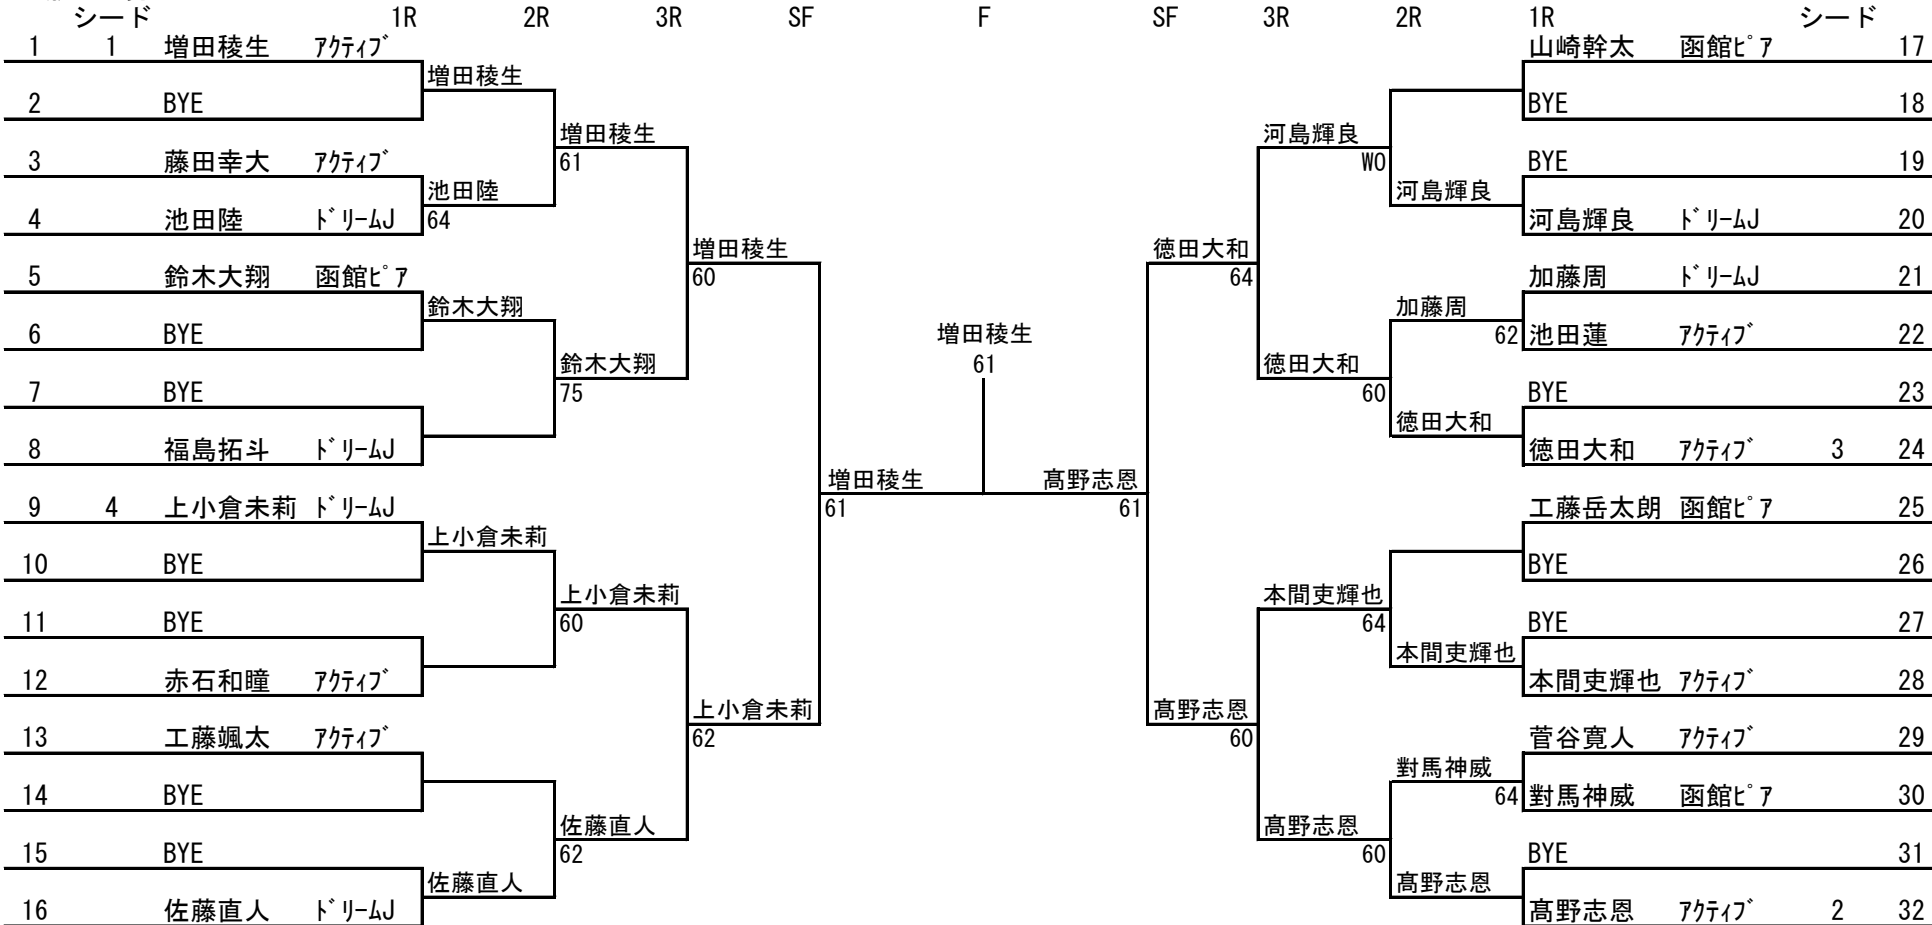 シード 1R 2R 3R SF F SF 3R 2R 1R シード
1 1 増田稜生 ｱｸﾃｨﾌﾞ 山崎幹太 函館ﾋﾟｱ 17
増田稜生
2 BYE BYE 18
増田稜生 河島輝良
3 藤田幸大 ｱｸﾃｨﾌﾞ 61 WO BYE 19
池田陸 河島輝良
4 池田陸 ﾄﾞﾘｰﾑJ 64 河島輝良 ﾄﾞﾘｰﾑJ 20
増田稜生 徳田大和
5 鈴木大翔 函館ﾋﾟｱ 60 64 加藤周 ﾄﾞﾘｰﾑJ 21
鈴木大翔 加藤周
6 BYE 増田稜生 62 池田蓮 ｱｸﾃｨﾌﾞ 22
鈴木大翔 61 徳田大和
7 BYE 75 60 BYE 23
徳田大和
8 福島拓斗 ﾄﾞﾘｰﾑJ 徳田大和 ｱｸﾃｨﾌﾞ 3 24
増田稜生 髙野志恩
9 4 上小倉未莉 ﾄﾞﾘｰﾑJ 61 61 工藤岳太朗 函館ﾋﾟｱ 25
上小倉未莉
10 BYE BYE 26
上小倉未莉 本間吏輝也
11 BYE 60 64 BYE 27
本間吏輝也
12 赤石和瞳 ｱｸﾃｨﾌﾞ 本間吏輝也 ｱｸﾃｨﾌﾞ 28
上小倉未莉 髙野志恩
13 工藤颯太 ｱｸﾃｨﾌﾞ 62 60 菅谷寛人 ｱｸﾃｨﾌﾞ 29
對馬神威
14 BYE 64 對馬神威 函館ﾋﾟｱ 30
佐藤直人 髙野志恩
15 BYE 62 60 BYE 31
佐藤直人 髙野志恩
16 佐藤直人 ﾄﾞﾘｰﾑJ 髙野志恩 ｱｸﾃｨﾌﾞ 2 32